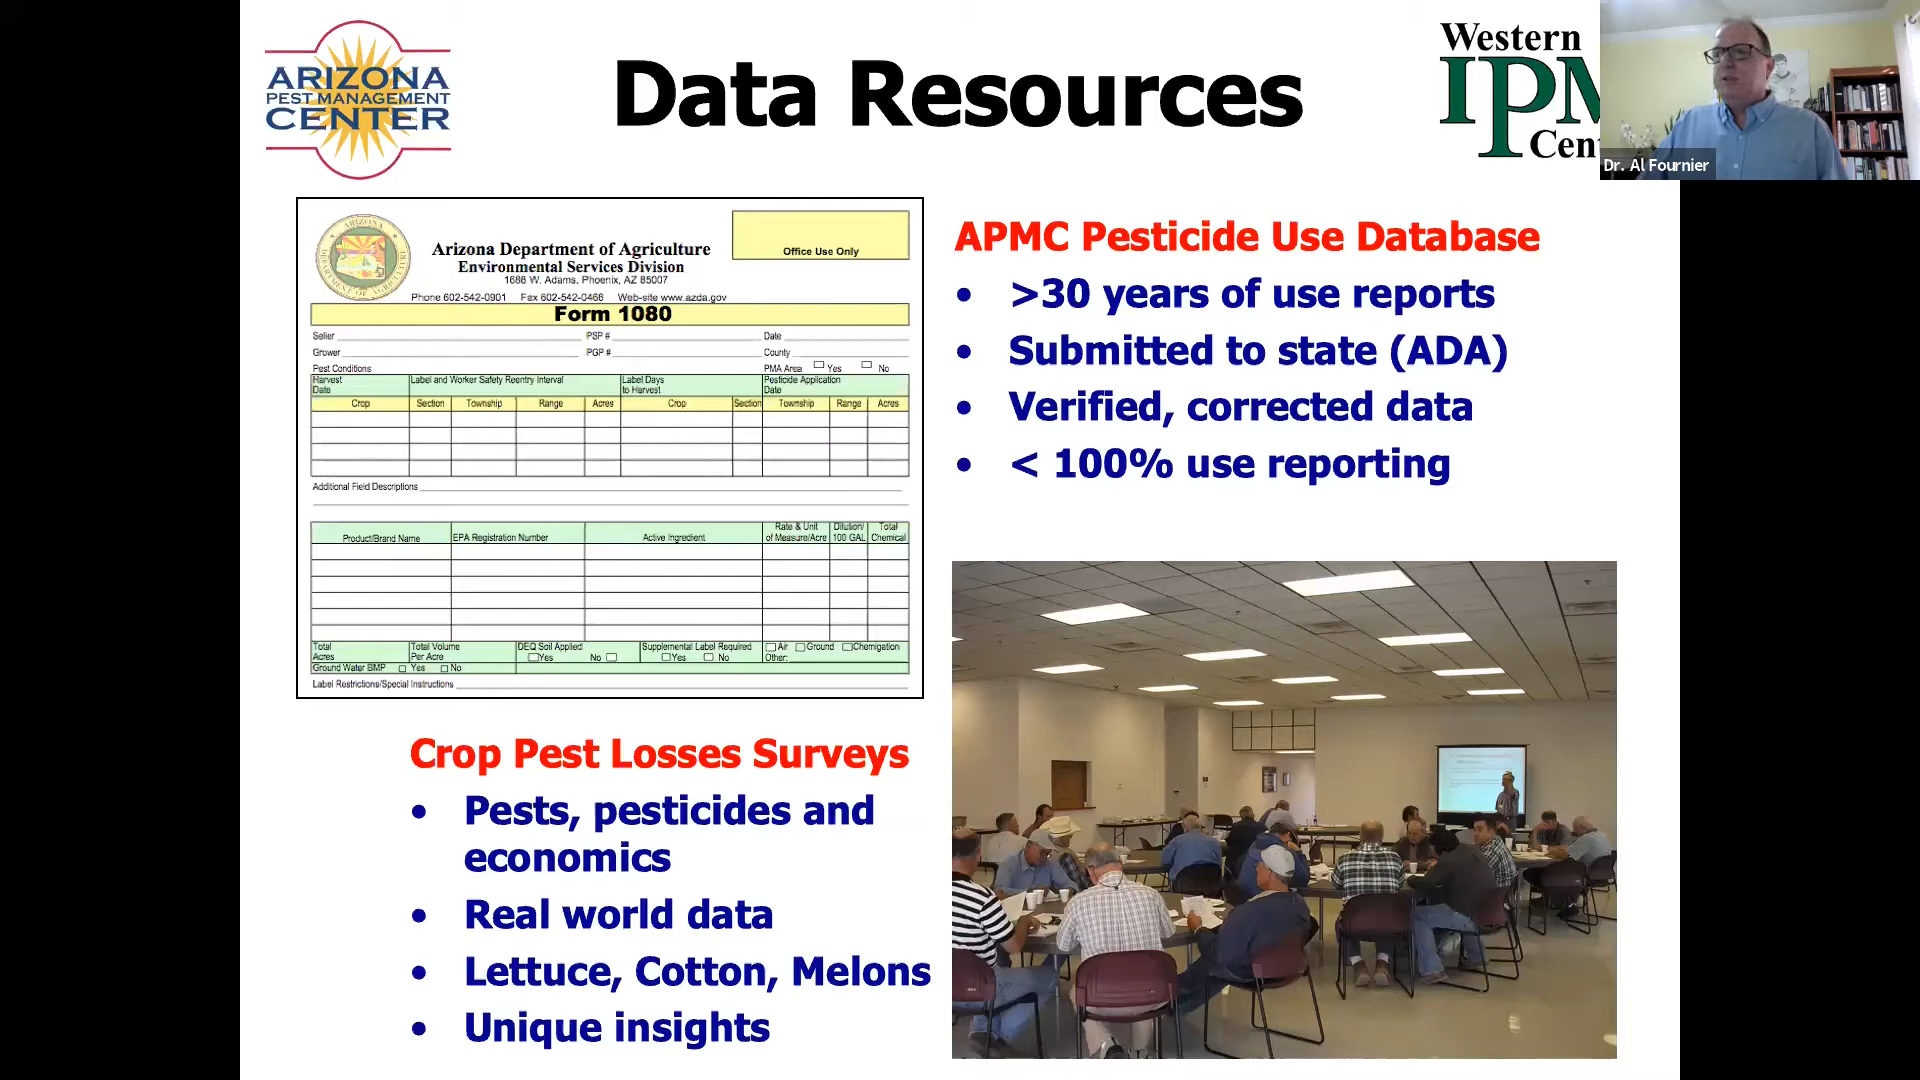 ARIZONA
PEST MANAGEMENT
CENTER
Data Resources
Western
IPM
Cen
Dr. Al Fournier
Arizona Department of Agriculture
Environmental Services Division
1688 W. Adams, Phoenix, AZ 85007
Phone 602-542-0901 Fax 602-542-0466 Web-site www.azda.gov
Office Use Only
Form 1080
Seller PSP # Date
Grower PGP # County
Pest Conditions PMA Area Yes No
Harvest Date Label and Worker Safety Reentry Interval Label Days to Harvest Pesticide Application Date
Crop Section Township Range Acres Crop Section Township Range Acres
Additional Field Descriptions
Product/Brand Name EPA Registration Number Active Ingredient Rate & Unit of Measure/Acre Dilution/ 100 GAL Total Chemical
Total Acres Total Volume Per Acre DEQ Soil Applied Yes No Supplemental Label Required Yes No Air Ground Chemigation Other:
Ground Water BMP Yes No
Label Restrictions/Special Instructions
APMC Pesticide Use Database
• >30 years of use reports
• Submitted to state (ADA)
• Verified, corrected data
• < 100% use reporting
Crop Pest Losses Surveys
• Pests, pesticides and
economics
• Real world data
• Lettuce, Cotton, Melons
• Unique insights